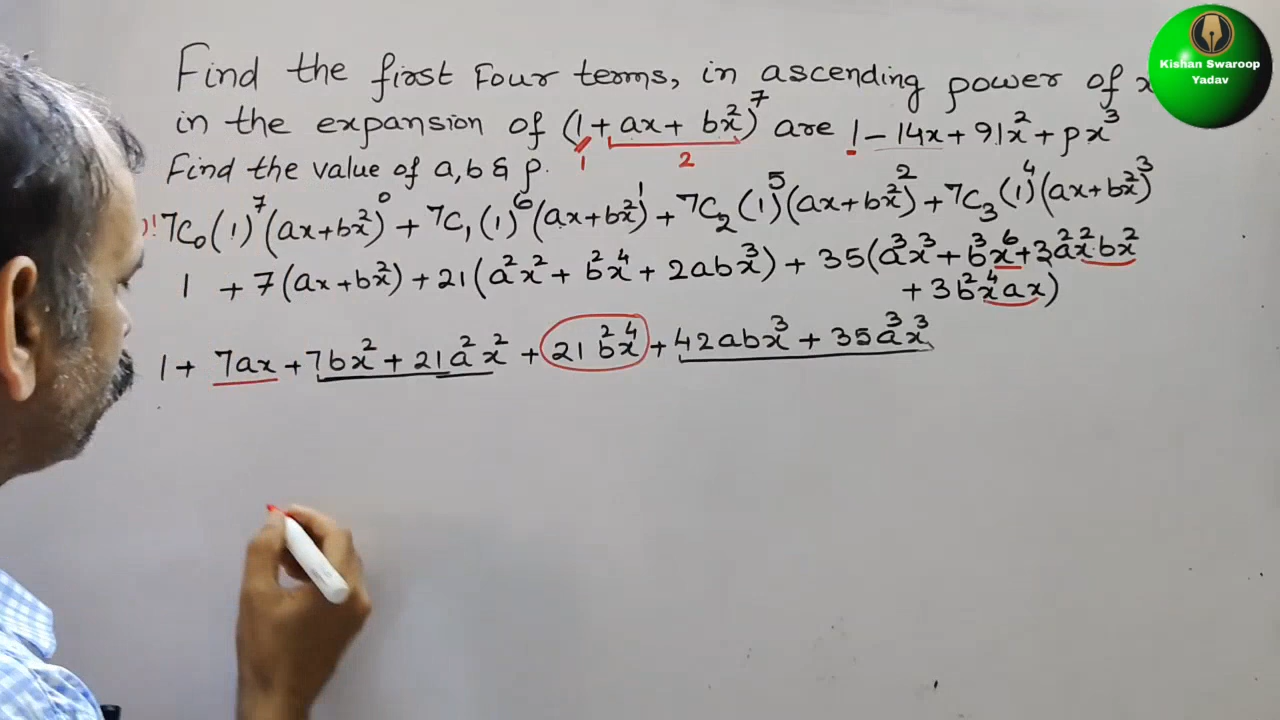 Kishan Swaroop
Yadav
Find the first Four terms, in ascending power of x
in the expansion of (1 + ax + bx²)⁷ are 1 - 14x + 91x² + px³
1 2
Find the value of a, b & p.
)! 7C₀(1)⁷(ax+bx²)⁰ + 7C₁(1)⁶(ax+bx²)¹ + 7C₂(1)⁵(ax+bx²)² + 7C₃(1)⁴(ax+bx²)³
1 + 7(ax+bx²) + 21(a²x² + b²x⁴ + 2abx³) + 35(a³x³ + b³x⁶ + 3a²x²bx²
+ 3b²x⁴ax)
1 + 7ax + 7bx² + 21a²x² + 21b²x⁴ + 42abx³ + 35a³x³